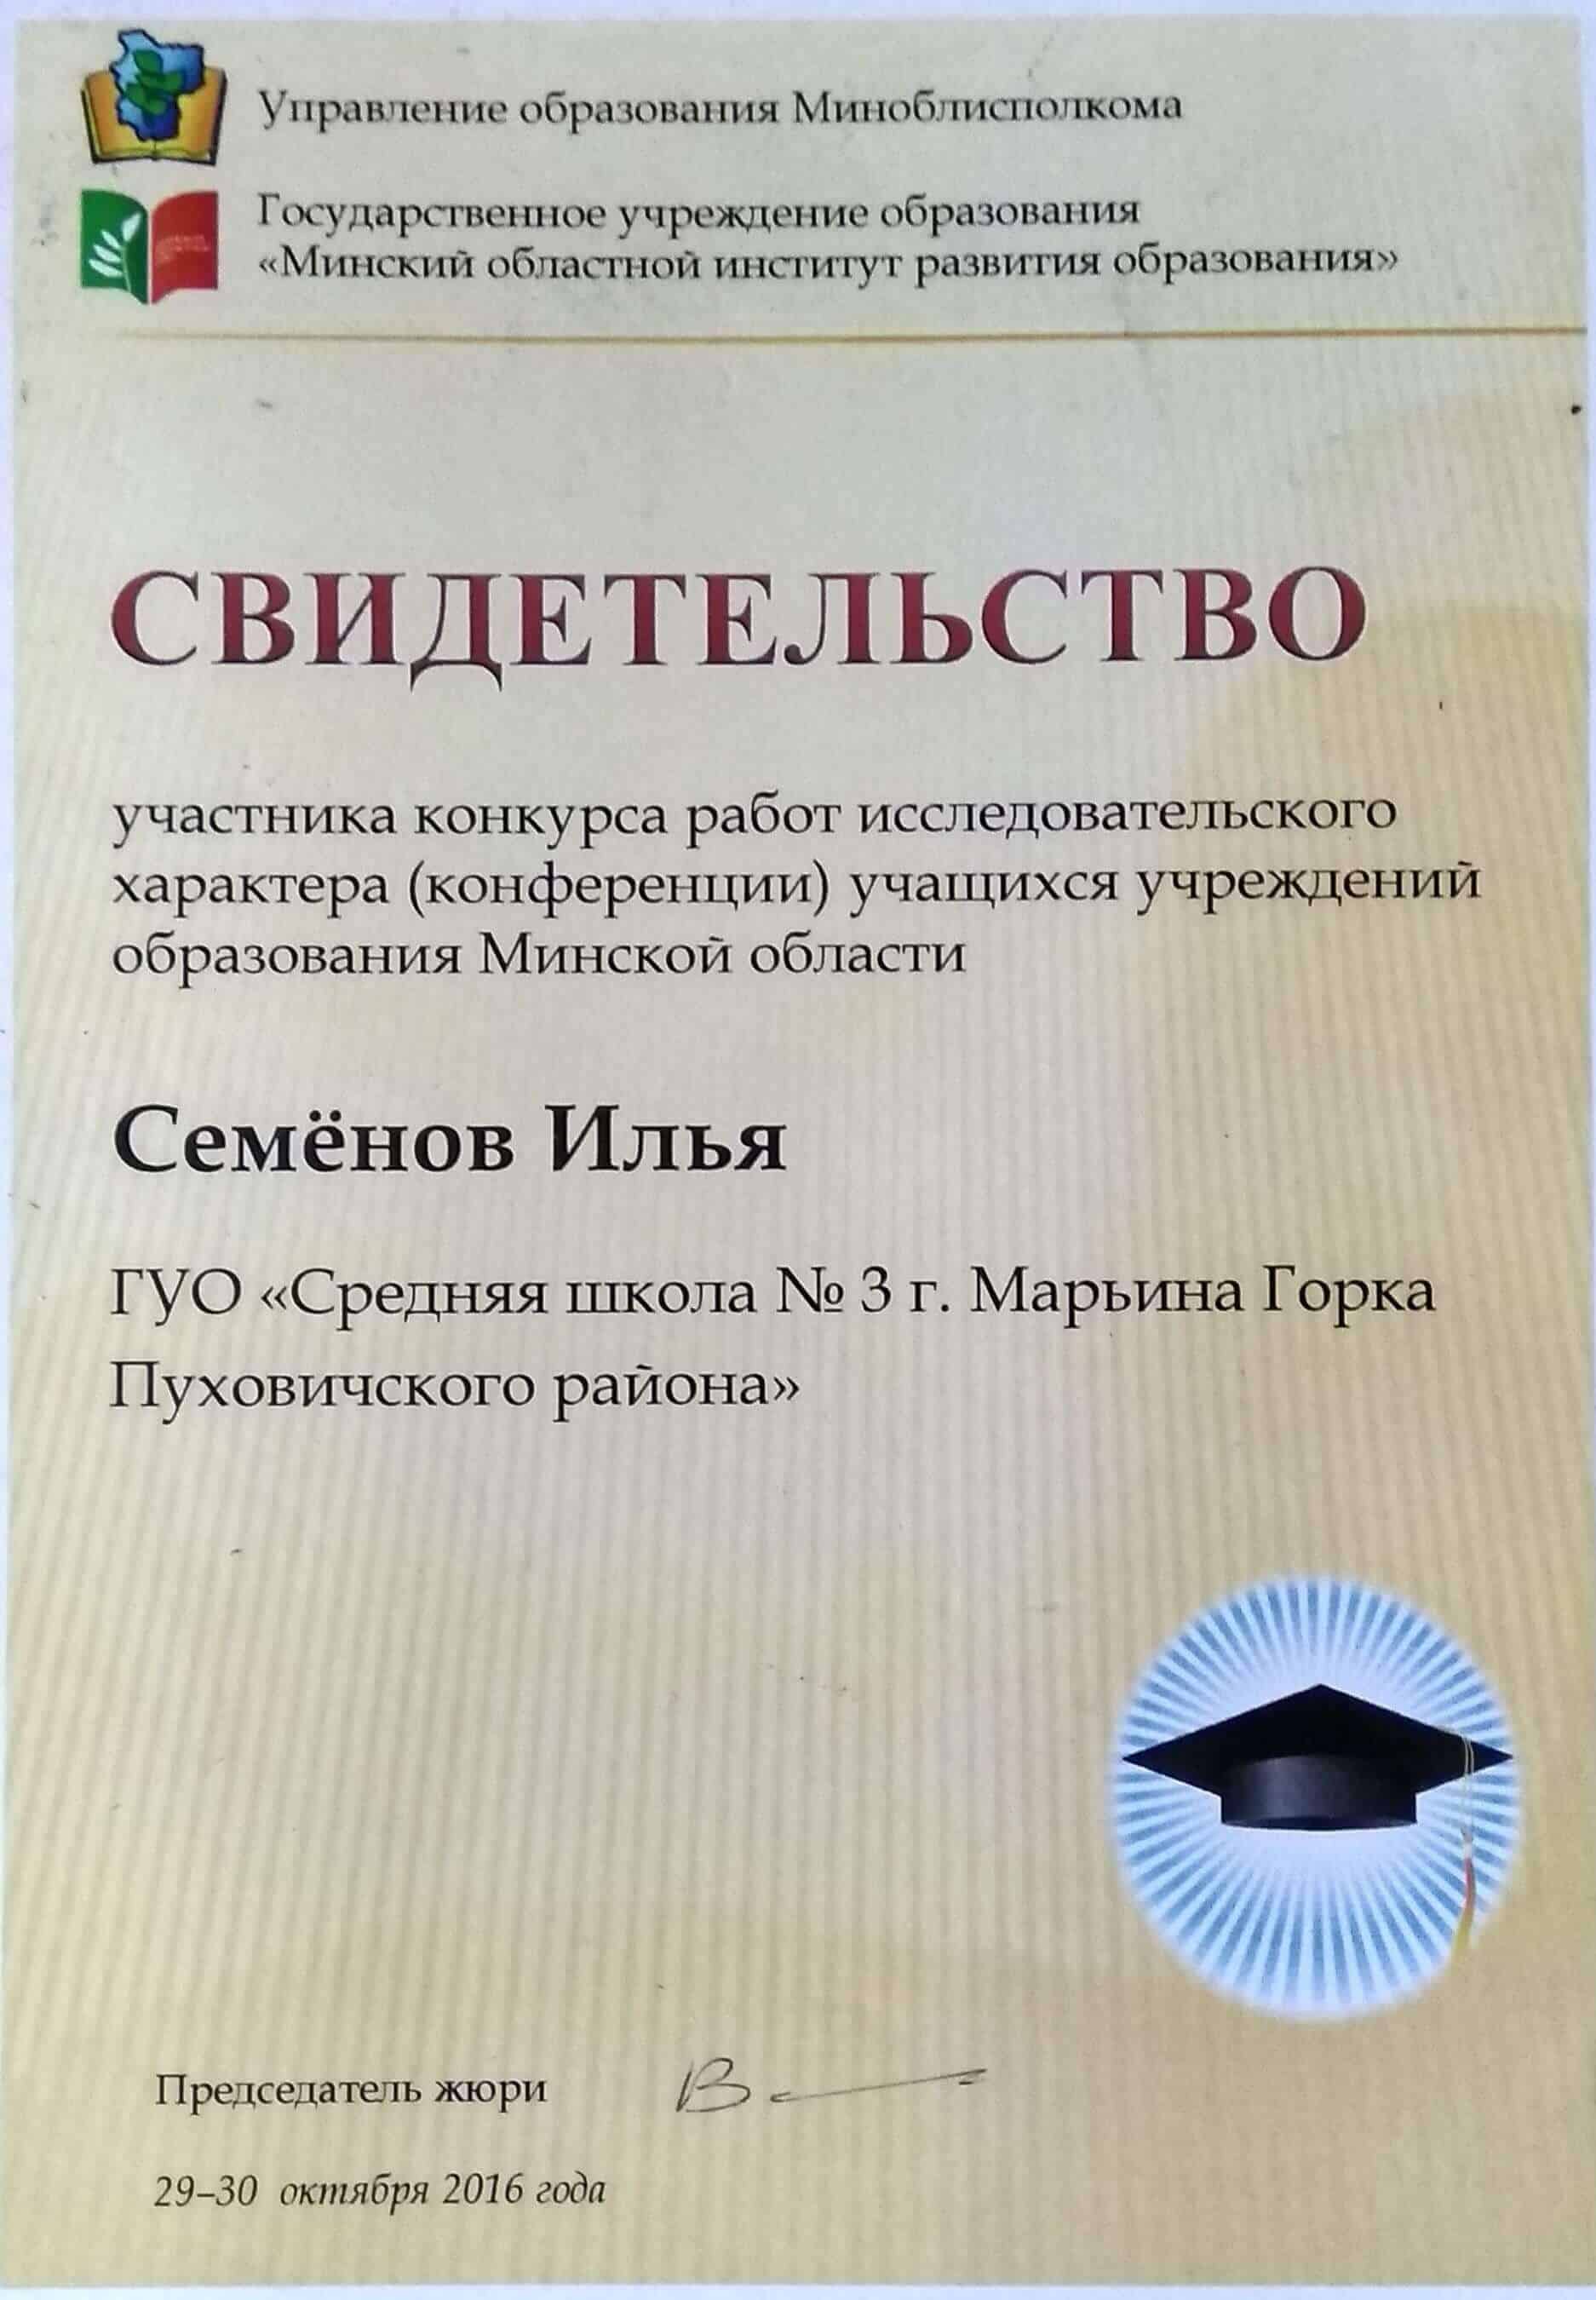 Управление образования Миноблисполкома
Государственное учреждение образования
«Минский областной институт развития образования»
СВИДЕТЕЛЬСТВО
участника конкурса работ исследовательского
характера (конференции) учащихся учреждений
образования Минской области
Семёнов Илья
ГУО «Средняя школа № 3 г. Марьина Горка
Пуховичского района»
Председатель жюри
29–30 октября 2016 года